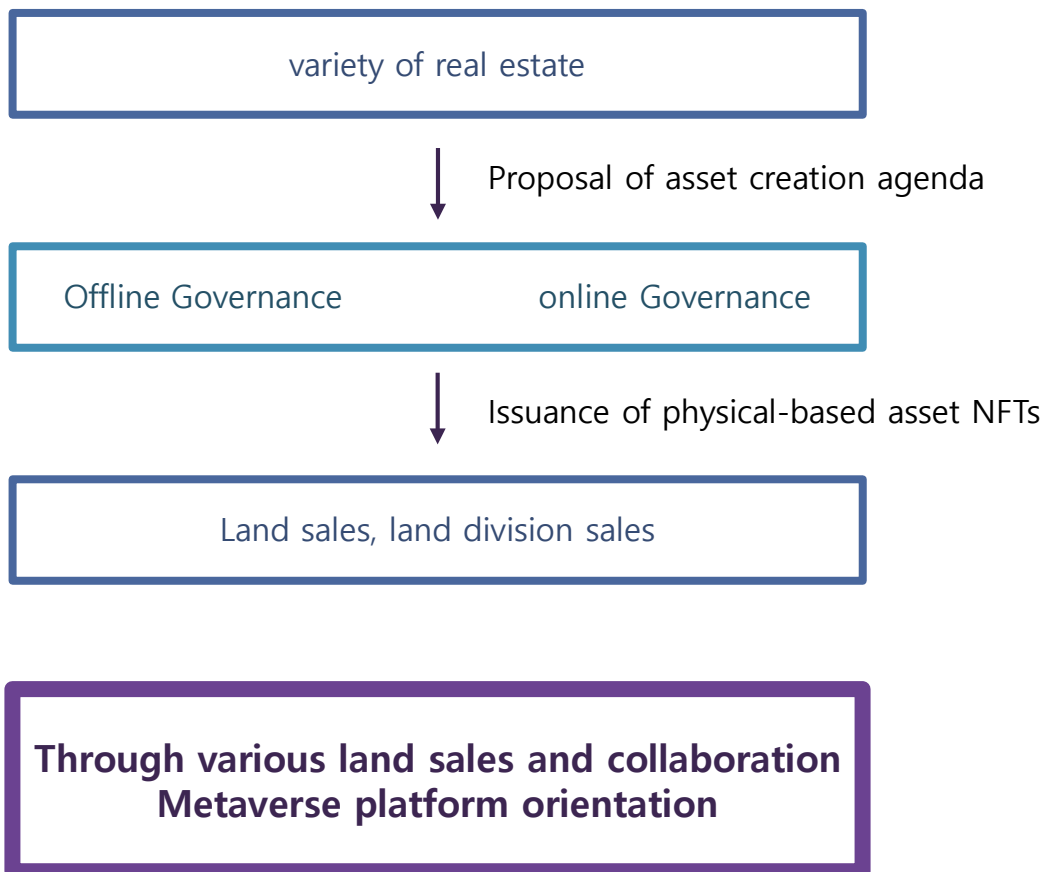 variety of real estate
Proposal of asset creation agenda
Offline Governance
online Governance
Issuance of physical-based asset NFTs
Land sales, land division sales
Through various land sales and collaboration
Metaverse platform orientation